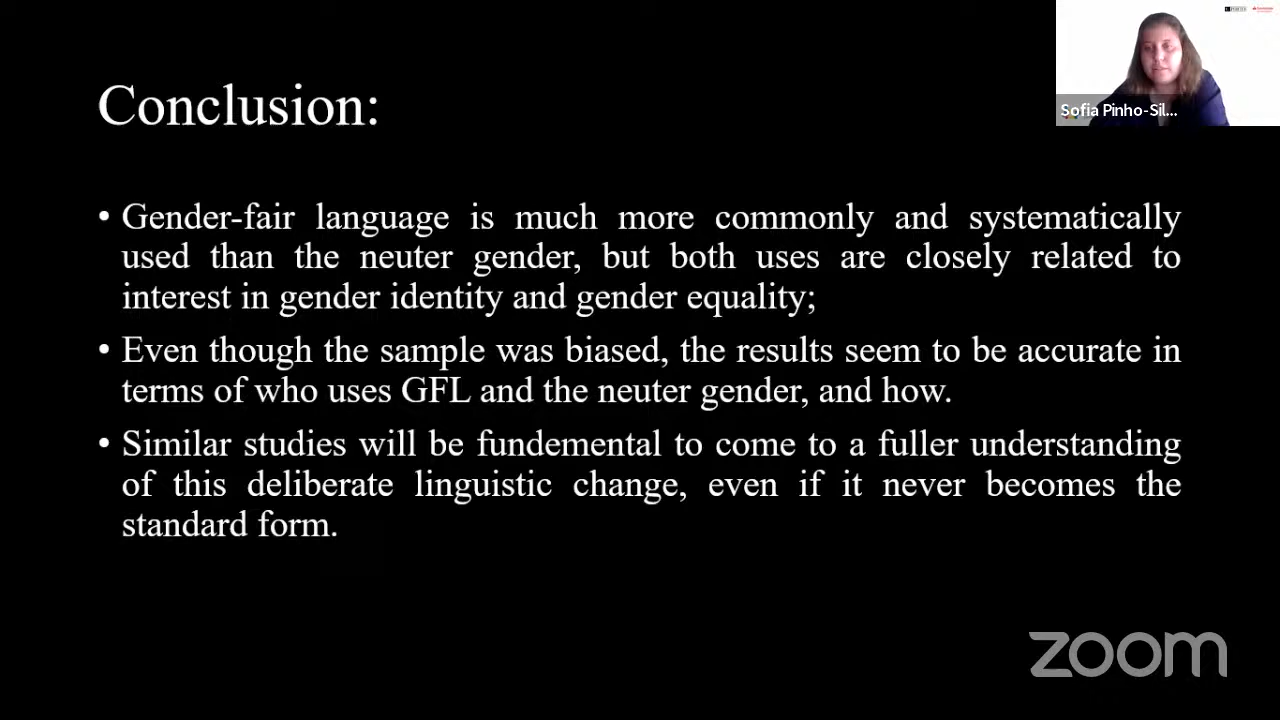 Conclusion:
Sofia Pinho-Sil...
• Gender-fair language is much more commonly and systematically
used than the neuter gender, but both uses are closely related to
interest in gender identity and gender equality;
• Even though the sample was biased, the results seem to be accurate in
terms of who uses GFL and the neuter gender, and how.
• Similar studies will be fundemental to come to a fuller understanding
of this deliberate linguistic change, even if it never becomes the
standard form.
zoom